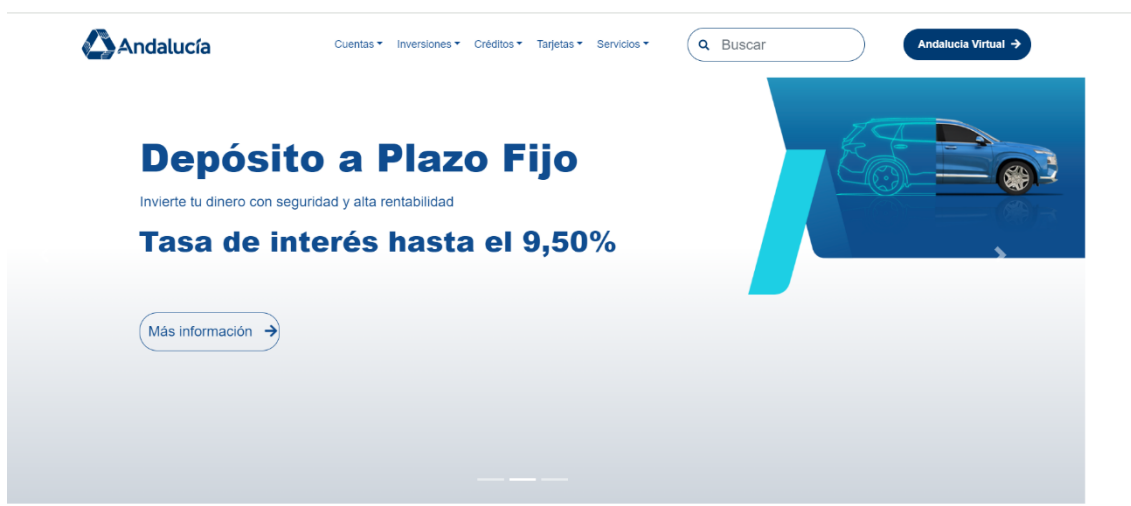 Andalucía
Cuentas Inversiones Créditos Tarjetas Servicios
Buscar
Andalucia Virtual
Depósito a Plazo Fijo
Invierte tu dinero con seguridad y alta rentabilidad
Tasa de interés hasta el 9,50%
Más información